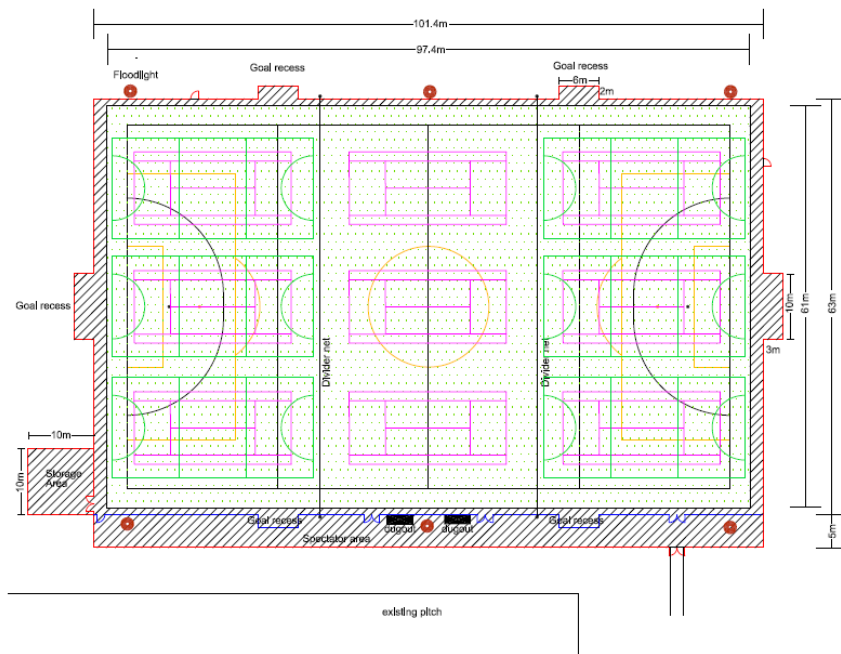 101.4m
97.4m
Goal recess
Goal recess
Floodlight
6m
2m
Goal recess
10m
61m
63m
3m
Divider net
Divider net
10m
10m
Storage
Area
Goal recess
Goal recess
dugout
dugout
Spectator area
5m
existing pitch